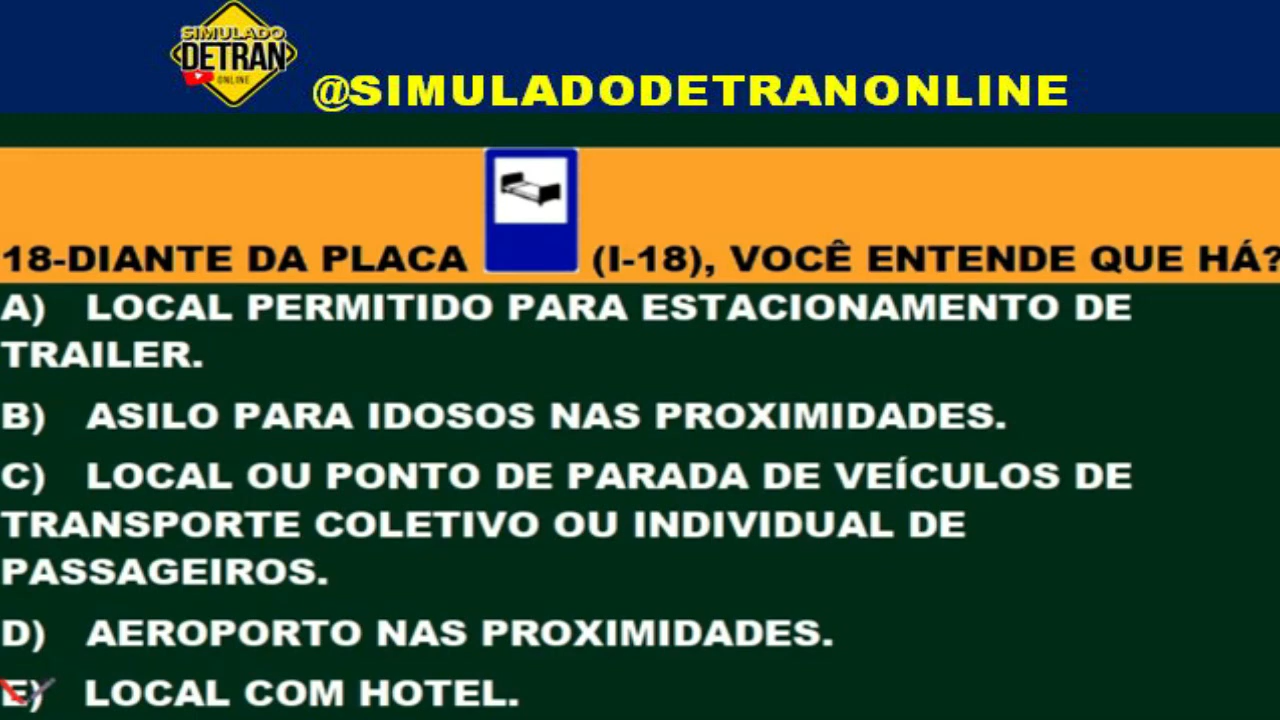 SIMULADO
DETRAN
ONLINE
@SIMULADODETRANONLINE
18-DIANTE DA PLACA (I-18), VOCÊ ENTENDE QUE HÁ?
A) LOCAL PERMITIDO PARA ESTACIONAMENTO DE
TRAILER.
B) ASILO PARA IDOSOS NAS PROXIMIDADES.
C) LOCAL OU PONTO DE PARADA DE VEÍCULOS DE
TRANSPORTE COLETIVO OU INDIVIDUAL DE
PASSAGEIROS.
D) AEROPORTO NAS PROXIMIDADES.
E) LOCAL COM HOTEL.